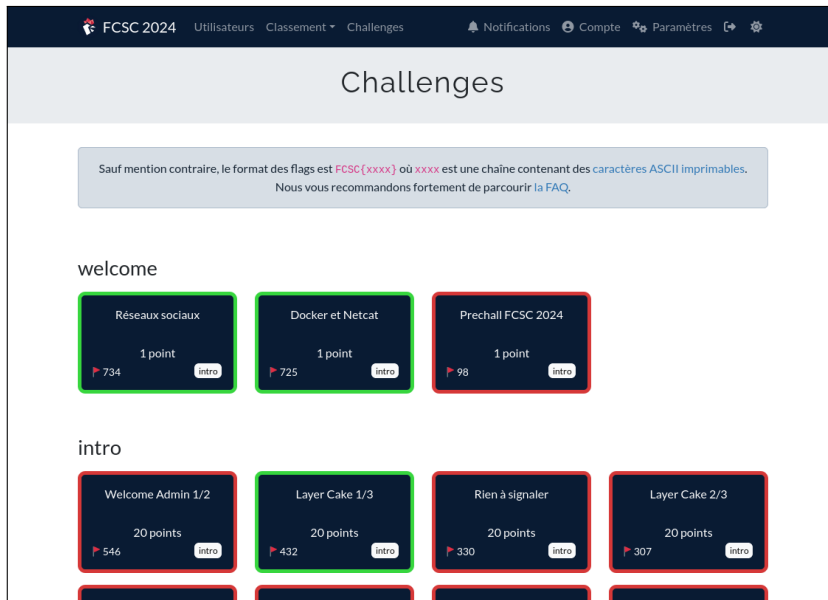 FCSC 2024 Utilisateurs Classement Challenges Notifications Compte Paramètres
Challenges
Sauf mention contraire, le format des flags est FCSC{xxxx} où xxxx est une chaîne contenant des caractères ASCII imprimables.
Nous vous recommandons fortement de parcourir la FAQ.
welcome
Réseaux sociaux
1 point
734 intro
Docker et Netcat
1 point
725 intro
Prechall FCSC 2024
1 point
98 intro
intro
Welcome Admin 1/2
20 points
546 intro
Layer Cake 1/3
20 points
432 intro
Rien à signaler
20 points
330 intro
Layer Cake 2/3
20 points
307 intro